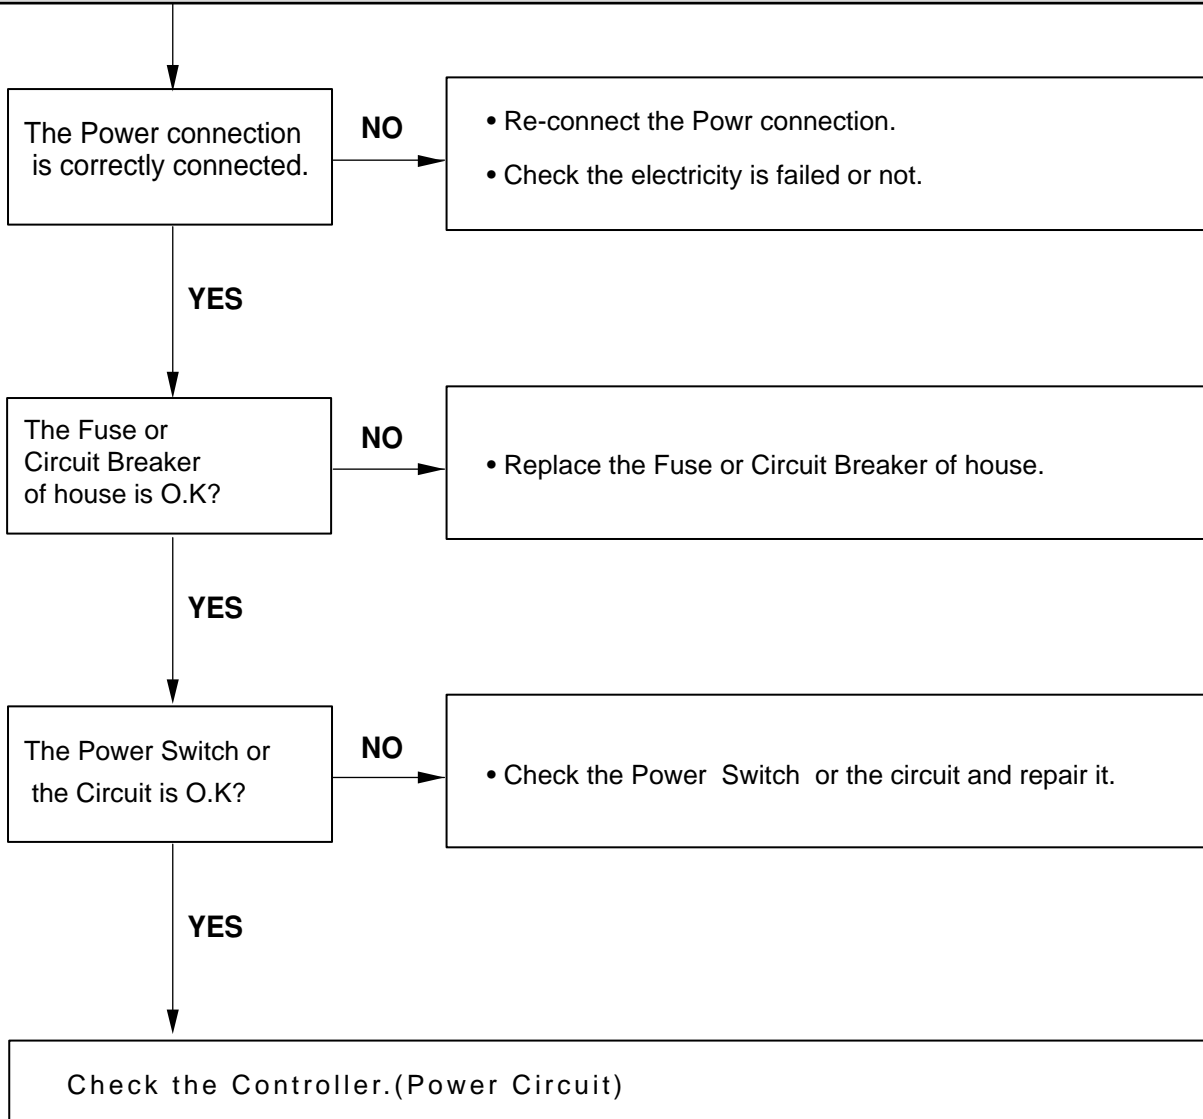 The Power connection
is correctly connected.
NO
• Re-connect the Powr connection.
• Check the electricity is failed or not.
YES
The Fuse or
Circuit Breaker
of house is O.K?
NO
• Replace the Fuse or Circuit Breaker of house.
YES
The Power Switch or
the Circuit is O.K?
NO
• Check the Power Switch or the circuit and repair it.
YES
Check the Controller.(Power Circuit)